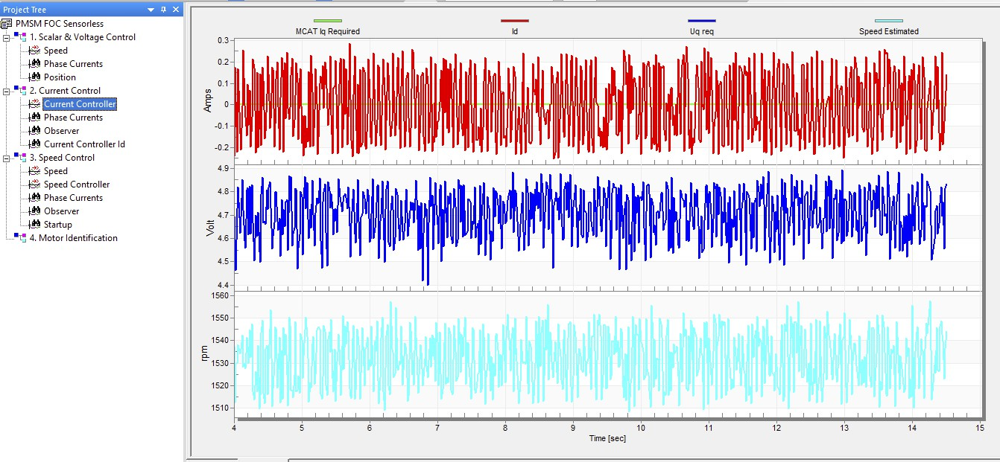 Project Tree
PMSM FOC Sensorless
1. Scalar & Voltage Control
Speed
Phase Currents
Position
2. Current Control
Current Controller
Phase Currents
Observer
Current Controller Id
3. Speed Control
Speed
Speed Controller
Phase Currents
Observer
Startup
4. Motor Identification
MCAT Iq Required Id Uq req Speed Estimated
0.3
0.2
0.1
0
-0.1
-0.2
Amps
4.9
4.8
4.7
4.6
4.5
4.4
Volt
1560
1550
1540
1530
1520
1510
rpm
4 5 6 7 8 9 10 11 12 13 14 15
Time [sec]